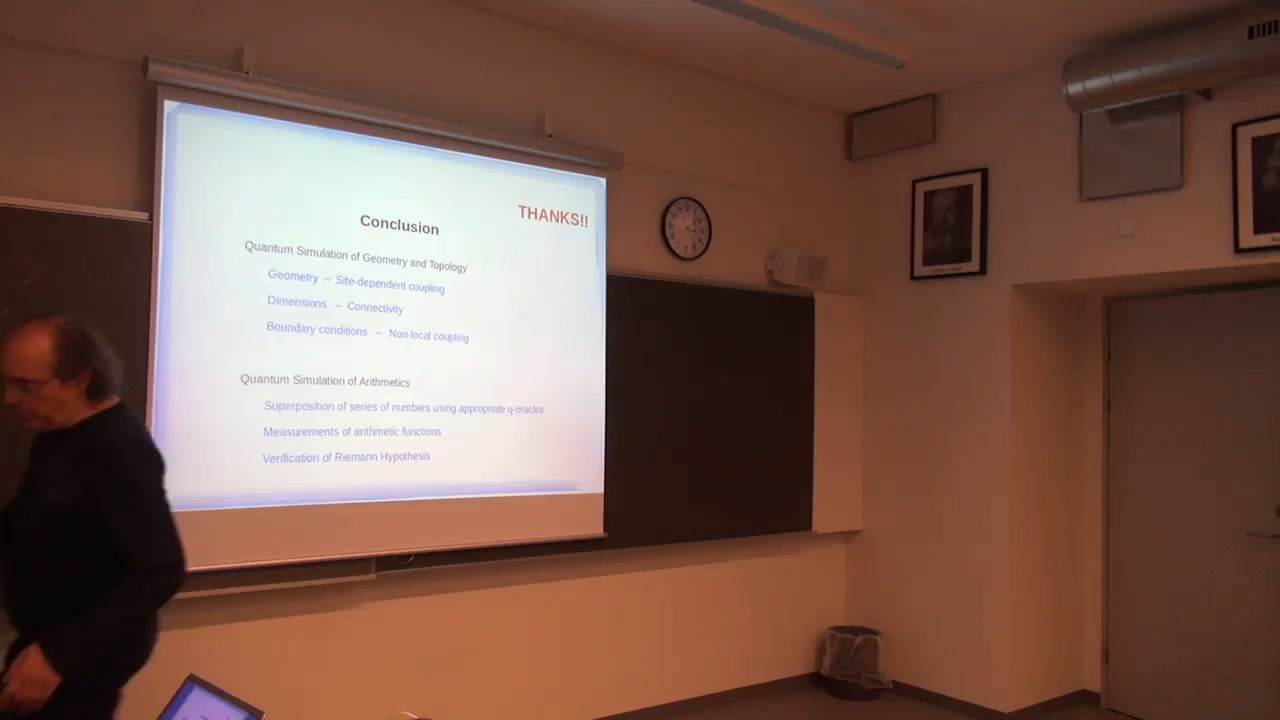 THANKS!!
Conclusion
Quantum Simulation of Geometry and Topology
Geometry -- Site-dependent coupling
Dimensions -- Connectivity
Boundary conditions -- Non-local coupling
Quantum Simulation of Arithmetics
Superposition of series of numbers using appropriate q-oracles
Measurements of arithmetic functions
Verification of Riemann Hypothesis